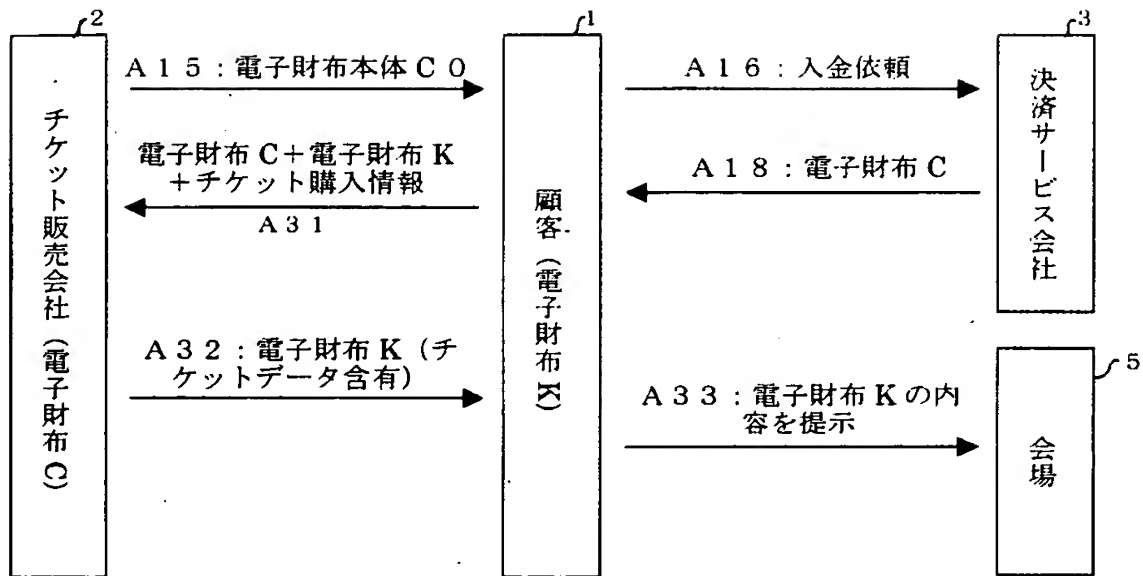 2
1
3
A15：電子財布本体C0
A16：入金依頼
チケット販売会社（電子財布C）
電子財布C＋電子財布K
＋チケット購入情報
A31
顧客（電子財布K）
A18：電子財布C
決済サービス会社
A32：電子財布K（チ
ケットデータ含有）
A33：電子財布Kの内
容を提示
5
会場